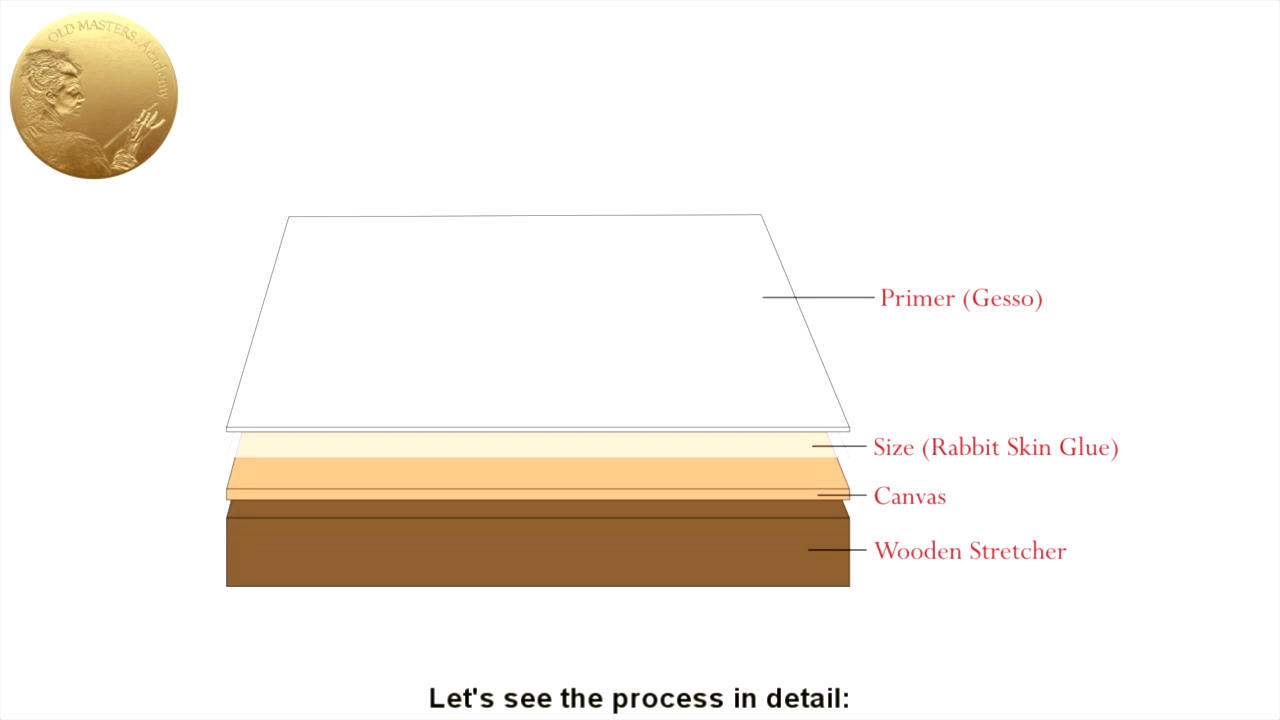 OLD MASTERS Academy
Primer (Gesso)
Size (Rabbit Skin Glue)
Canvas
Wooden Stretcher
Let's see the process in detail: